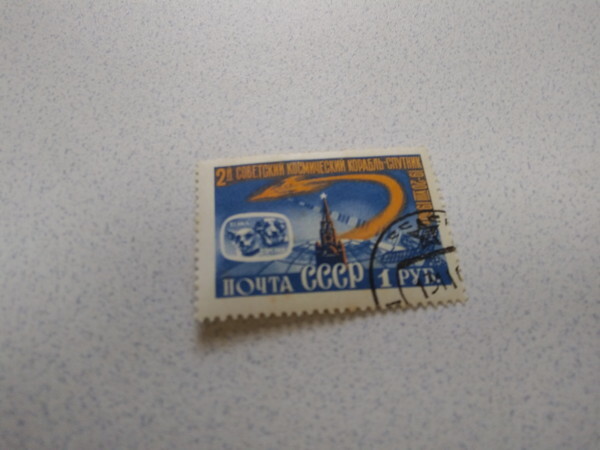 2й СОВЕТСКИЙ КОСМИЧЕСКИЙ КОРАБЛЬ-СПУТНИК
ПОЧТА СССР 1 РУБ.